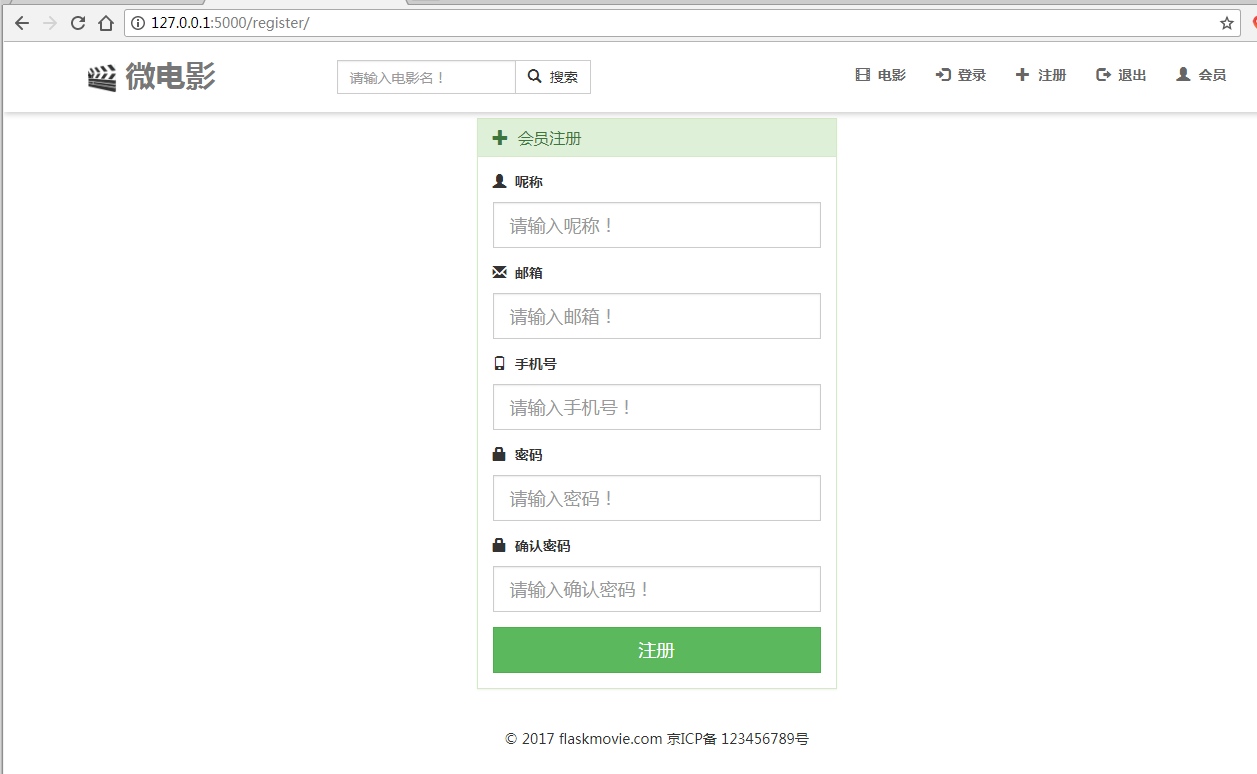 127.0.0.1:5000/register/
微电影
请输入电影名！
搜索
电影 登录 注册 退出 会员
会员注册
呢称
请输入呢称！
邮箱
请输入邮箱！
手机号
请输入手机号！
密码
请输入密码！
确认密码
请输入确认密码！
注册
© 2017 flaskmovie.com 京ICP备 123456789号